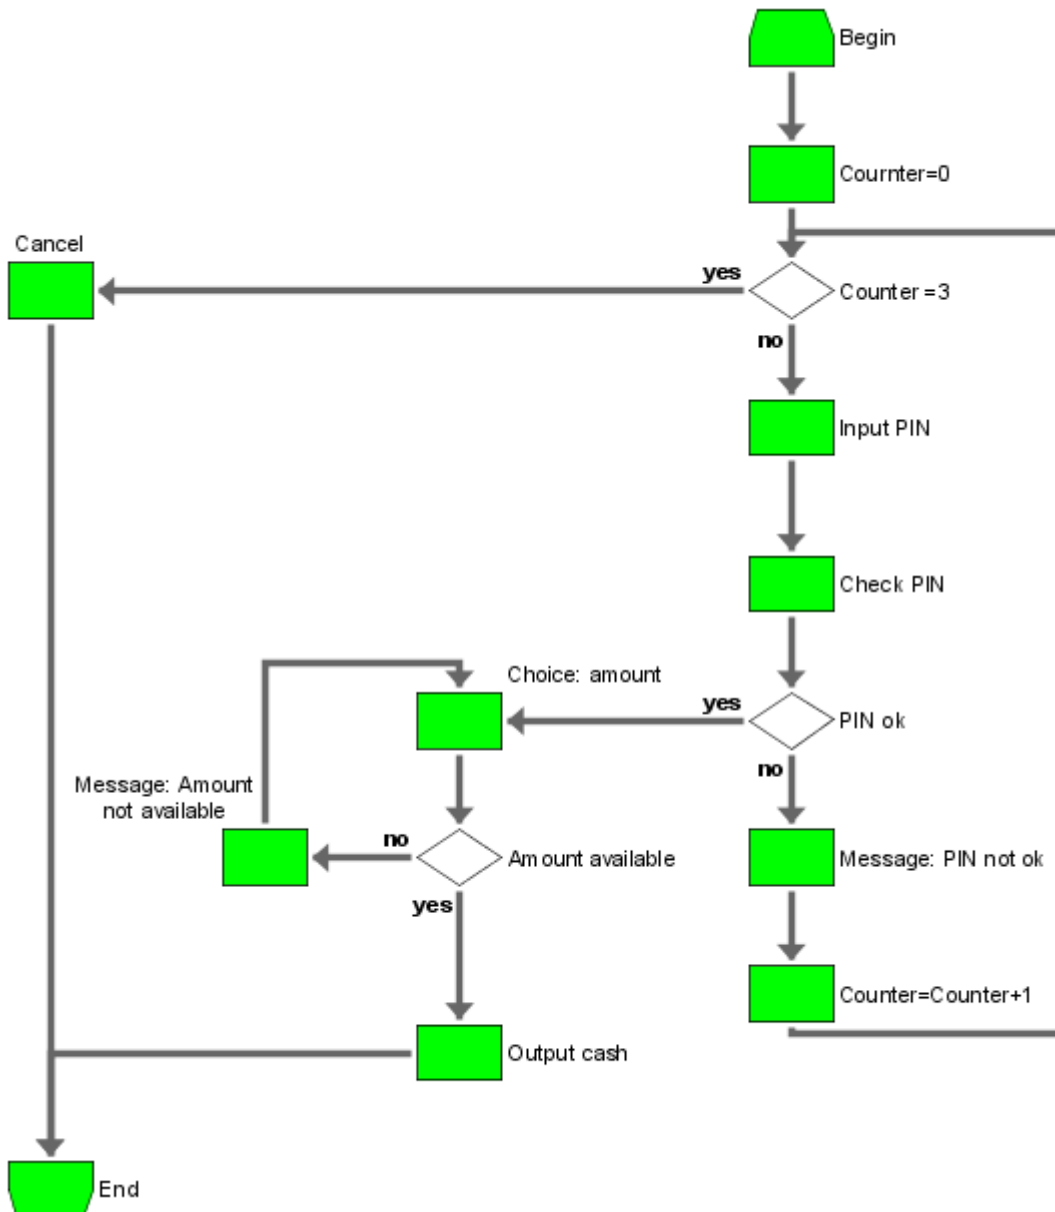 Begin
Cournter=0
Cancel
yes
Counter =3
no
Input PIN
Check PIN
Choice: amount
yes
PIN ok
no
Message: Amount
not available
no
Amount available
Message: PIN not ok
yes
Counter=Counter+1
Output cash
End